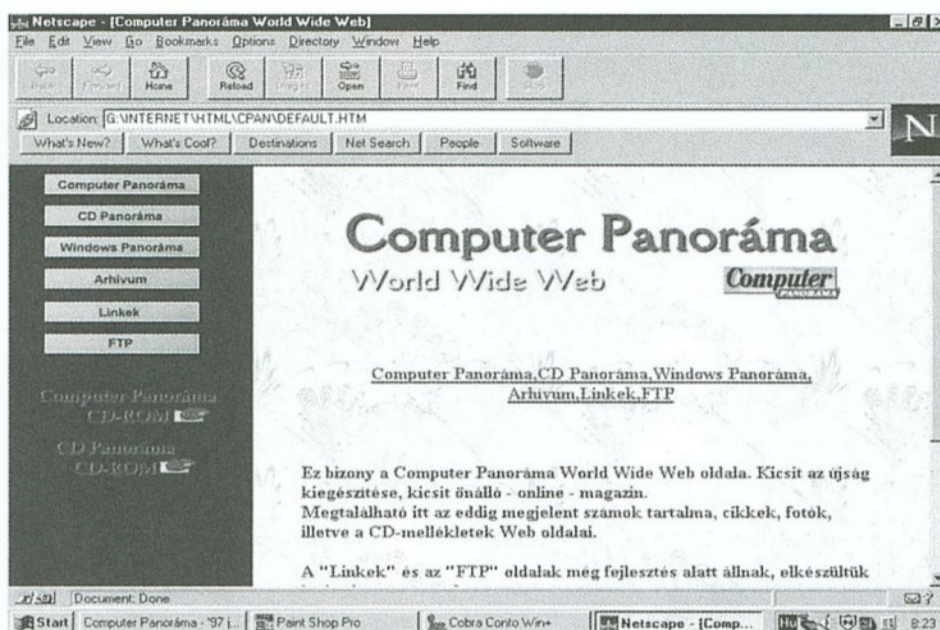 Netscape - [Computer Panoráma World Wide Web]
File Edit View Go Bookmarks Options Directory Window Help
Back Forward Home Reload Images Open Print Find Stop
Location: G:\INTERNET\HTML\CPAN\DEFAULT.HTM
What's New? What's Cool? Destinations Net Search People Software
N
Computer Panoráma
CD Panoráma
Windows Panoráma
Arhívum
Linkek
FTP
Computer Panoráma
CD-ROM
CD Panoráma
CD-ROM
Computer Panoráma
World Wide Web
Computer
PANORÁMA
Computer Panoráma,CD Panoráma,Windows Panoráma,
Arhívum,Linkek,FTP
Ez bizony a Computer Panoráma World Wide Web oldala. Kicsit az újság
kiegészítése, kicsit önálló - online - magazin.
Megtalálható itt az eddig megjelent számok tartalma, cikkek, fotók,
illetve a CD-mellékletek Web oldalai.
A "Linkek" és az "FTP" oldalak még fejlesztés alatt állnak, elkészültük
Document: Done
Start Computer Panoráma - '97 j... Paint Shop Pro Cobra Conto Win+ Netscape - [Comp... Hu 8:23